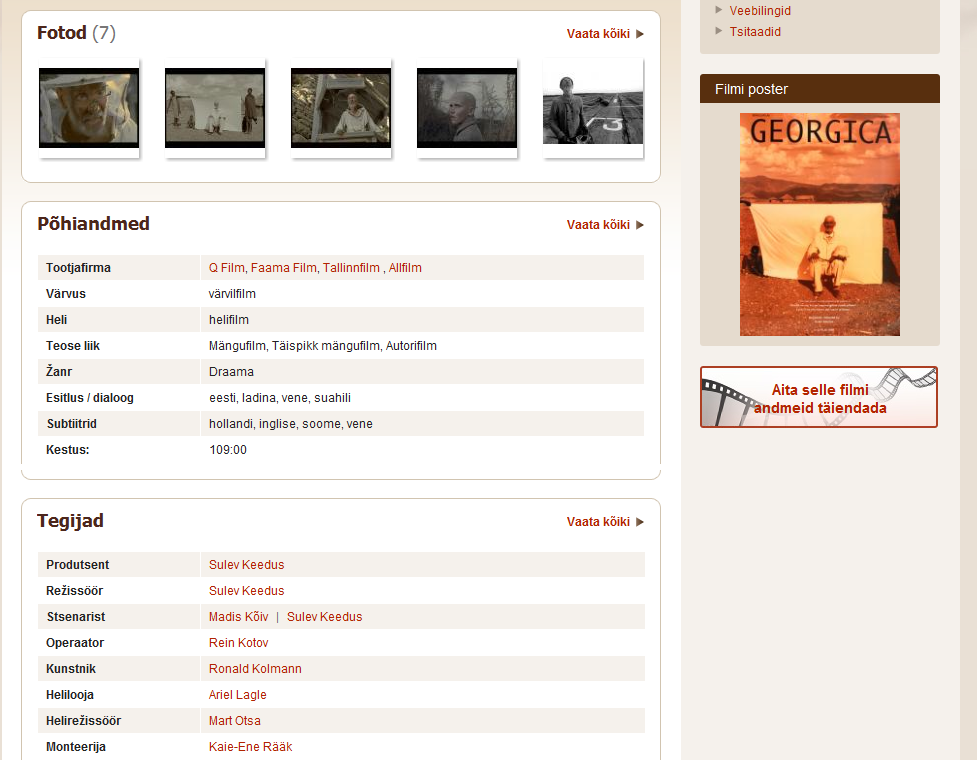 Fotod (7)
Vaata kõiki
13
Põhiandmed
Vaata kõiki
Tootjafirma Q Film, Faama Film, Tallinnfilm , Allfilm
Värvus värvilfilm
Heli helifilm
Teose liik Mängufilm, Täispikk mängufilm, Autorifilm
Žanr Draama
Esitlus / dialoog eesti, ladina, vene, suahili
Subtiitrid hollandi, inglise, soome, vene
Kestus: 109:00
Tegijad
Vaata kõiki
Produtsent Sulev Keedus
Režissöör Sulev Keedus
Stsenarist Madis Kõiv | Sulev Keedus
Operaator Rein Kotov
Kunstnik Ronald Kolmann
Helilooja Ariel Lagle
Helirežissöör Mart Otsa
Monteerija Kaie-Ene Rääk
Veebilingid
Tsitaadid
Filmi poster
GEORGICA
Aita selle filmi
andmeid täiendada